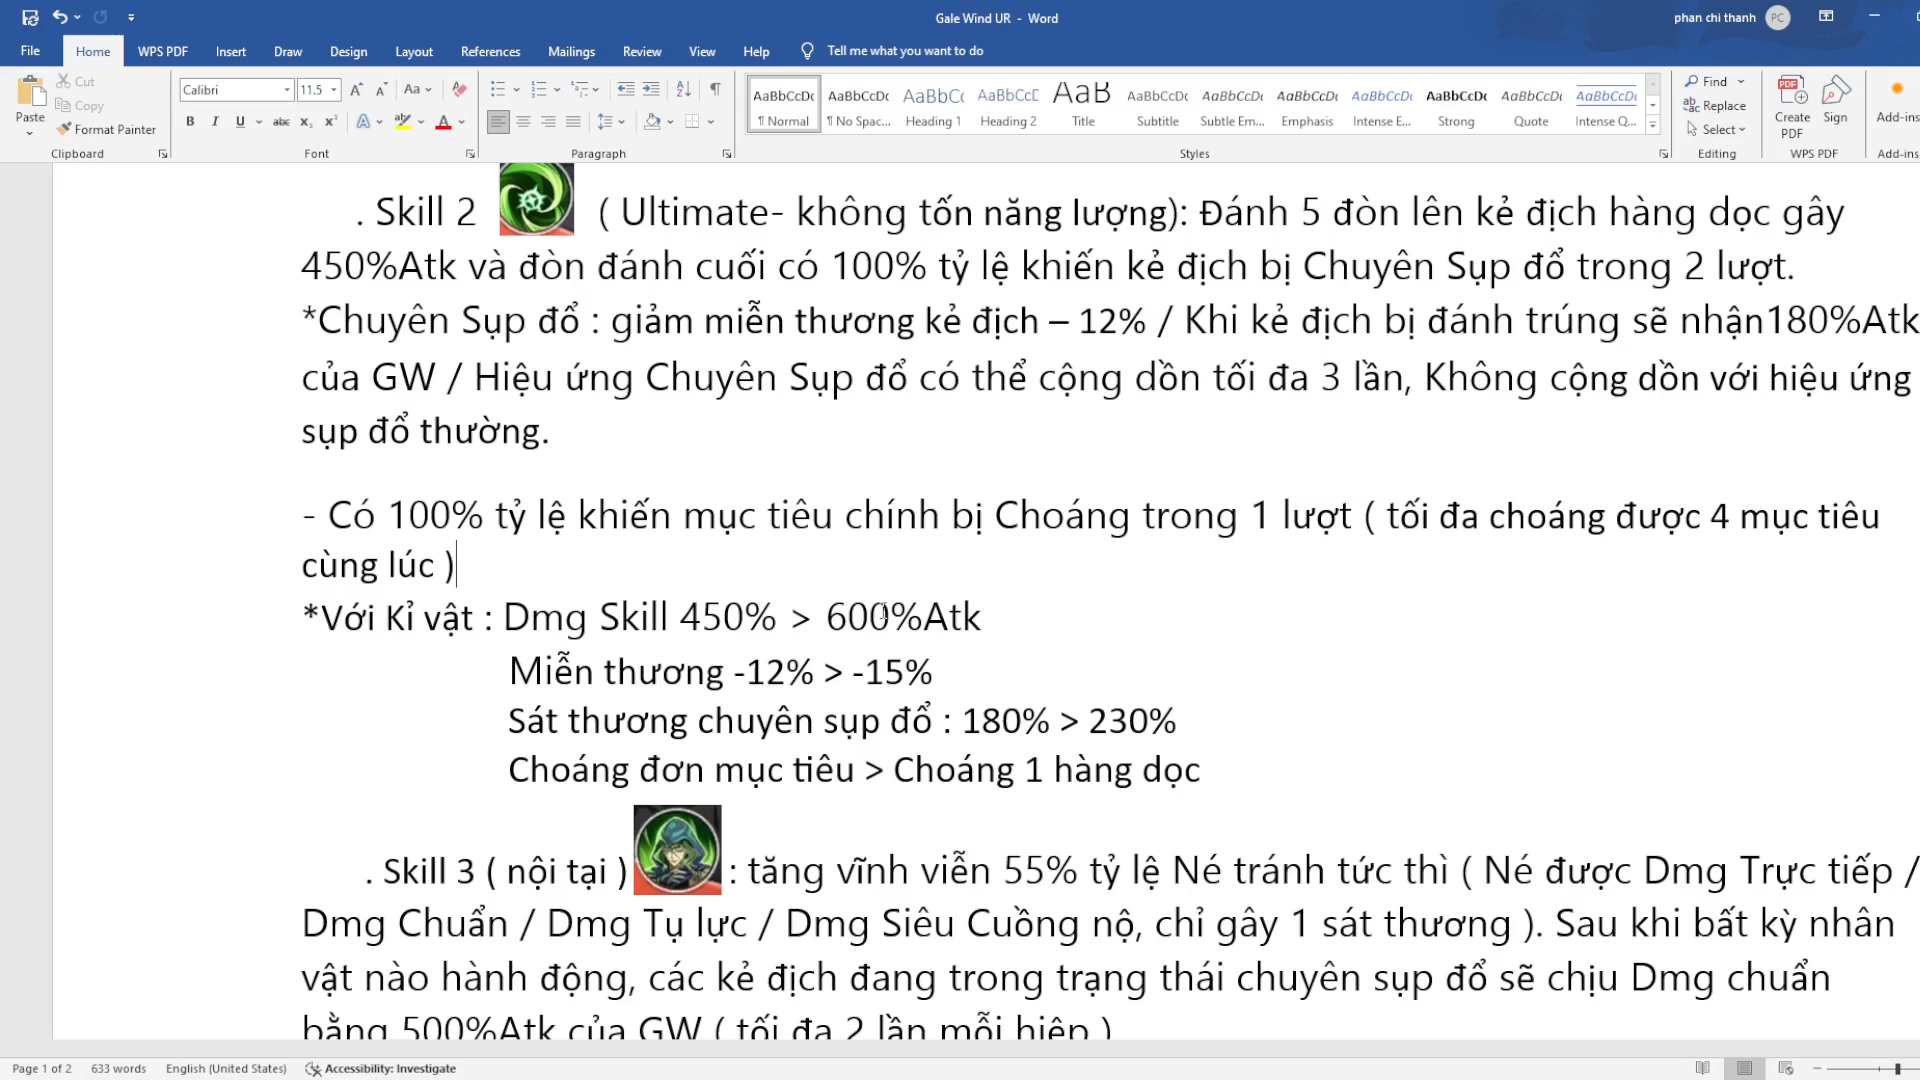 Gale Wind UR - Word
phan chi thanh PC
File Home WPS PDF Insert Draw Design Layout References Mailings Review View Help Tell me what you want to do
Paste Cut Copy Format Painter
Calibri 11.5
AaBbCcDc AaBbCcDc AaBbCc AaBbCcD AaB AaBbCcDc AaBbCcDc AaBbCcDc AaBbCcDc AaBbCcDc AaBbCcDc AaBbCcDc
¶ Normal ¶ No Spac... Heading 1 Heading 2 Title Subtitle Subtle Em... Emphasis Intense E... Strong Quote Intense Q...
Find Replace Select
Create PDF Sign Add-ins
Clipboard Font Paragraph Styles Editing WPS PDF Add-ins
. Skill 2 ( Ultimate- không tốn năng lượng): Đánh 5 đòn lên kẻ địch hàng dọc gây
450%Atk và đòn đánh cuối có 100% tỷ lệ khiến kẻ địch bị Chuyên Sụp đổ trong 2 lượt.
*Chuyên Sụp đổ : giảm miễn thương kẻ địch – 12% / Khi kẻ địch bị đánh trúng sẽ nhận180%Atk
của GW / Hiệu ứng Chuyên Sụp đổ có thể cộng dồn tối đa 3 lần, Không cộng dồn với hiệu ứng
sụp đổ thường.
- Có 100% tỷ lệ khiến mục tiêu chính bị Choáng trong 1 lượt ( tối đa choáng được 4 mục tiêu
cùng lúc )
*Với Kỉ vật : Dmg Skill 450% > 600%Atk
Miễn thương -12% > -15%
Sát thương chuyên sụp đổ : 180% > 230%
Choáng đơn mục tiêu > Choáng 1 hàng dọc
. Skill 3 ( nội tại ) : tăng vĩnh viễn 55% tỷ lệ Né tránh tức thì ( Né được Dmg Trực tiếp /
Dmg Chuẩn / Dmg Tụ lực / Dmg Siêu Cuồng nộ, chỉ gây 1 sát thương ). Sau khi bất kỳ nhân
vật nào hành động, các kẻ địch đang trong trạng thái chuyên sụp đổ sẽ chịu Dmg chuẩn
bằng 500%Atk của GW ( tối đa 2 lần mỗi hiệp )
Page 1 of 2 633 words English (United States) Accessibility: Investigate